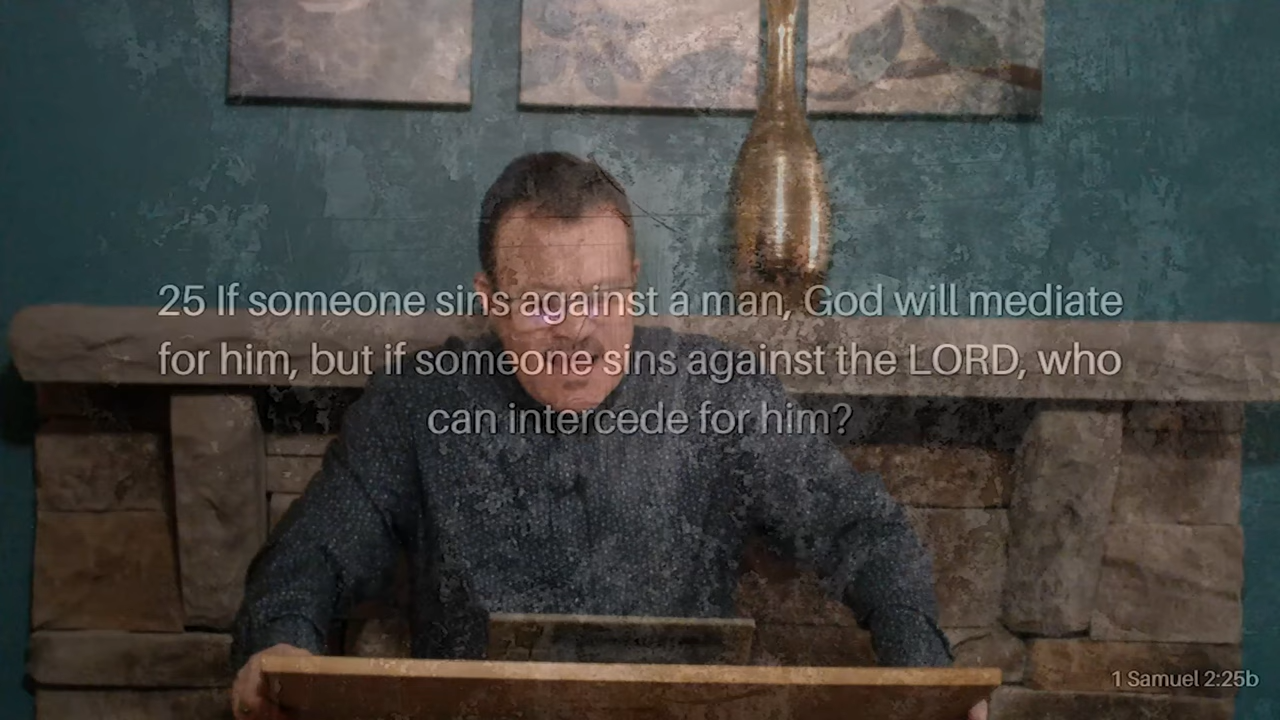 25 If someone sins against a man, God will mediate
for him, but if someone sins against the LORD, who
can intercede for him?
1 Samuel 2:25b